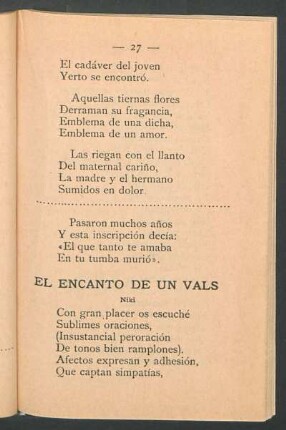 — 27 —
El cadáver del joven
Yerto se encontró.
Aquellas tiernas flores
Derraman su fragancia,
Emblema de una dicha,
Emblema de un amor.
Las riegan con el llanto
Del maternal cariño,
La madre y el hermano
Sumidos en dolor.
Pasaron muchos años
Y esta inscripción decía:
«El que tanto te amaba
En tu tumba murió».
EL ENCANTO DE UN VALS
Niki
Con gran placer os escuché
Sublimes oraciones,
(Insustancial peroración
De tonos bien ramplones).
Afectos expresan y adhesión,
Que captan simpatías,